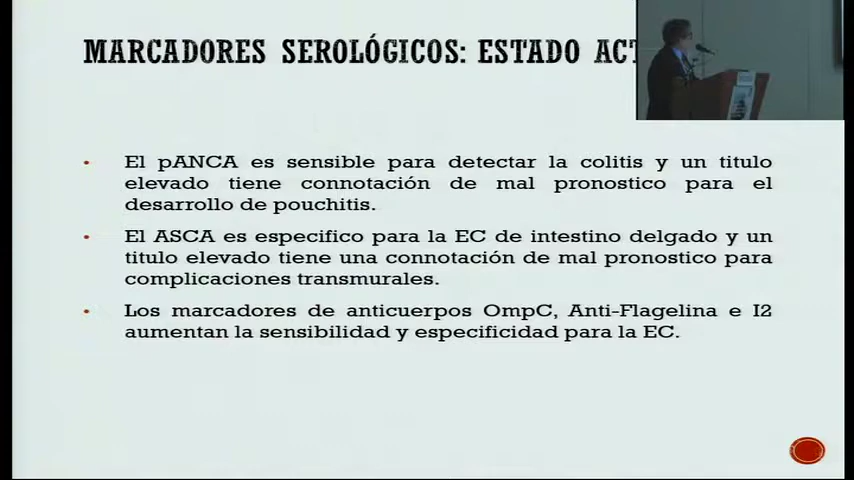 MARCADORES SEROLÓGICOS: ESTADO
• El pANCA es sensible para detectar la colitis y un titulo
elevado tiene connotación de mal pronostico para el
desarrollo de pouchitis.
• El ASCA es especifico para la EC de intestino delgado y un
titulo elevado tiene una connotación de mal pronostico para
complicaciones transmurales.
• Los marcadores de anticuerpos OmpC, Anti-Flagelina e I2
aumentan la sensibilidad y especificidad para la EC.